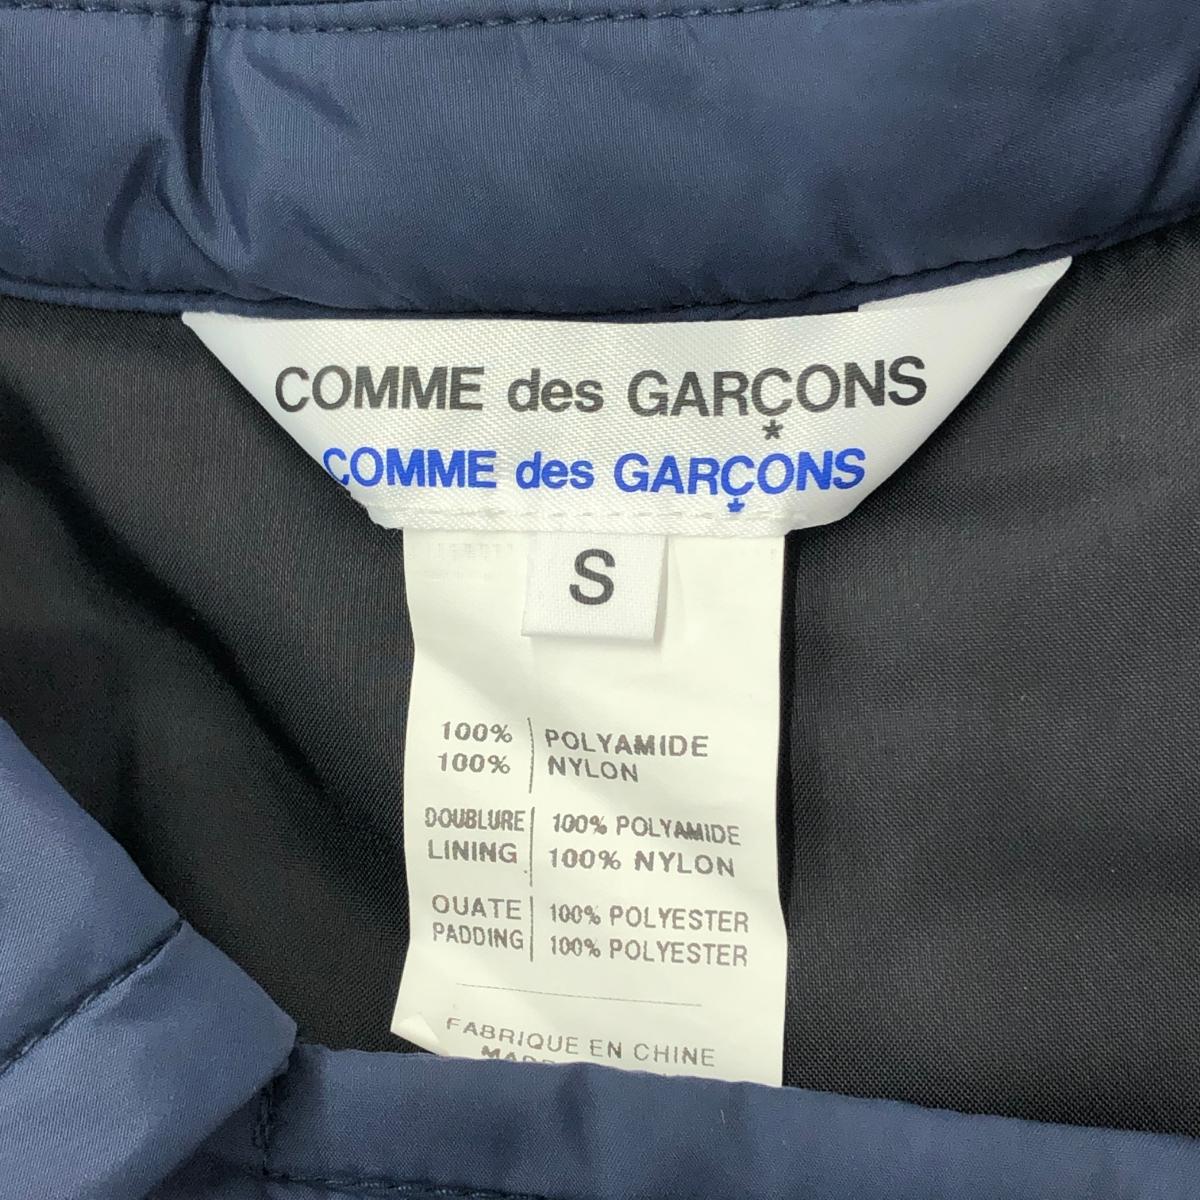 COMME des GARÇONS
COMME des GARÇONS
S
100% POLYAMIDE
100% NYLON
DOUBLURE 100% POLYAMIDE
LINING 100% NYLON
OUATE 100% POLYESTER
PADDING 100% POLYESTER
FABRIQUE EN CHINE